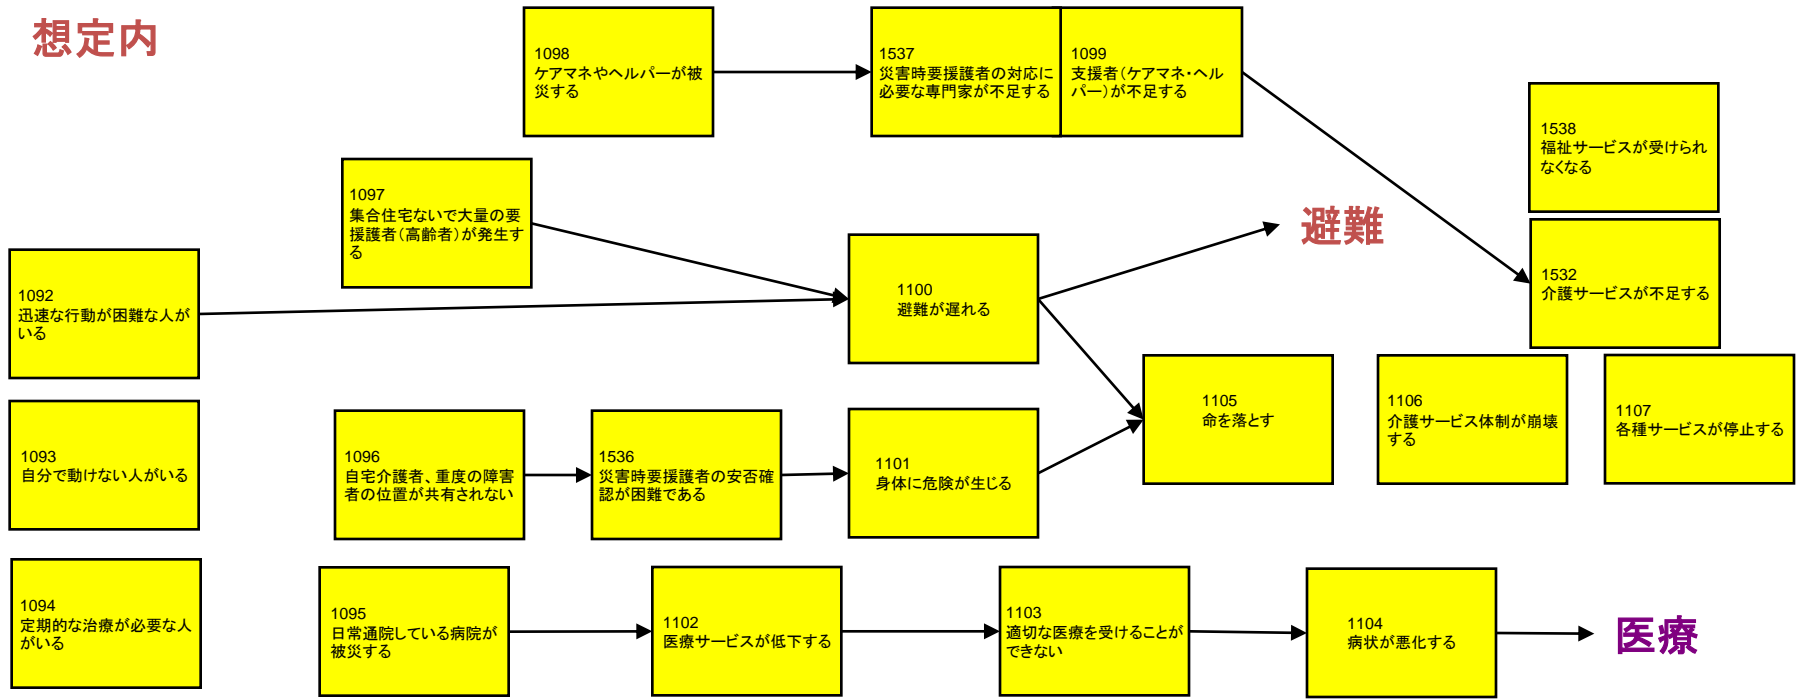 想定内
1098
ケアマネやヘルパーが被
災する
1537
災害時要援護者の対応に
必要な専門家が不足する
1099
支援者（ケアマネ・ヘル
パー）が不足する
1538
福祉サービスが受けられ
なくなる
1097
集合住宅ないで大量の要
援護者（高齢者）が発生す
る
避難
1092
迅速な行動が困難な人が
いる
1100
避難が遅れる
1532
介護サービスが不足する
1093
自分で動けない人がいる
1096
自宅介護者、重度の障害
者の位置が共有されない
1536
災害時要援護者の安否確
認が困難である
1101
身体に危険が生じる
1105
命を落とす
1106
介護サービス体制が崩壊
する
1107
各種サービスが停止する
1094
定期的な治療が必要な人
がいる
1095
日常通院している病院が
被災する
1102
医療サービスが低下する
1103
適切な医療を受けることが
できない
1104
病状が悪化する
医療